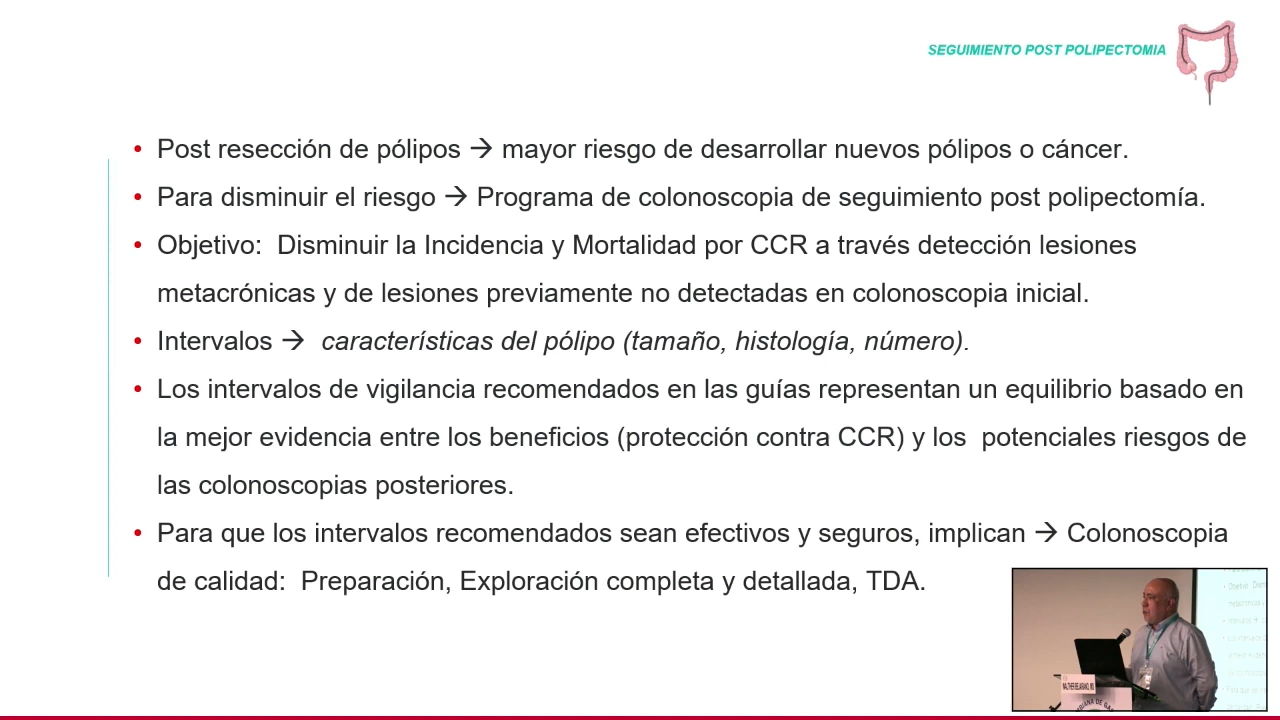 SEGUIMIENTO POST POLIPECTOMIA
• Post resección de pólipos → mayor riesgo de desarrollar nuevos pólipos o cáncer.
• Para disminuir el riesgo → Programa de colonoscopia de seguimiento post polipectomía.
• Objetivo: Disminuir la Incidencia y Mortalidad por CCR a través detección lesiones
metacrónicas y de lesiones previamente no detectadas en colonoscopia inicial.
• Intervalos → características del pólipo (tamaño, histología, número).
• Los intervalos de vigilancia recomendados en las guías representan un equilibrio basado en
la mejor evidencia entre los beneficios (protección contra CCR) y los potenciales riesgos de
las colonoscopias posteriores.
• Para que los intervalos recomendados sean efectivos y seguros, implican → Colonoscopia
de calidad: Preparación, Exploración completa y detallada, TDA.